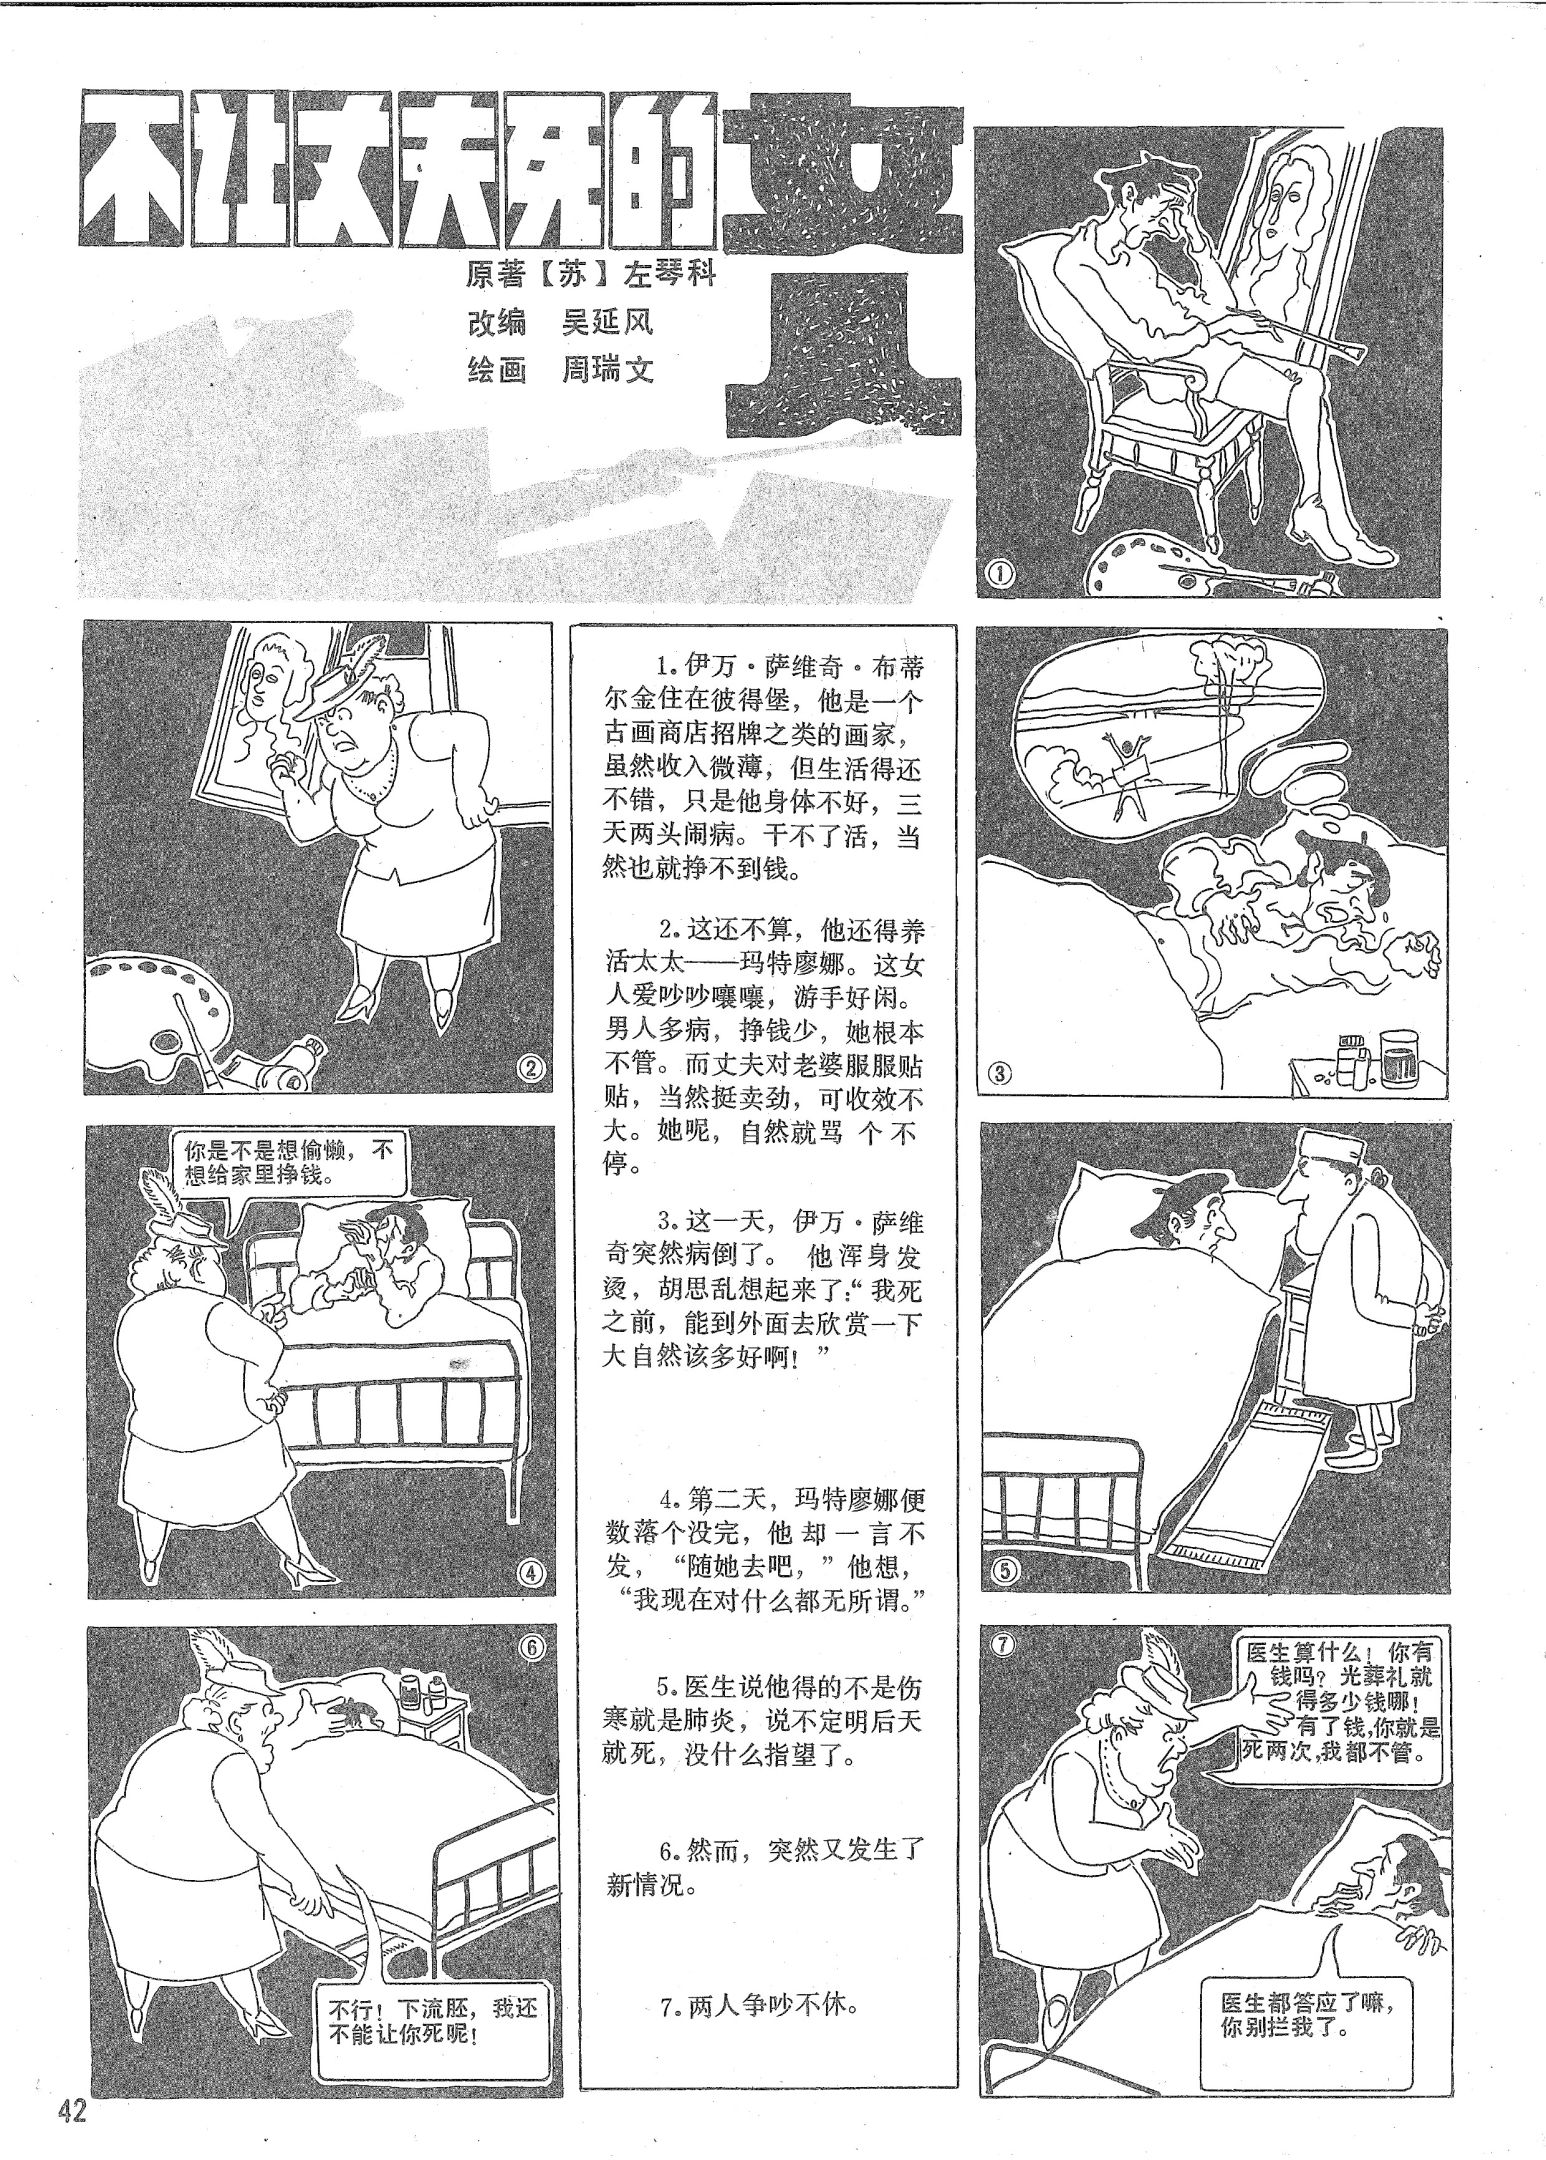 不让丈夫死的女人
原著【苏】左琴科
改编 吴延风
绘画 周瑞文
①
②
1.伊万·萨维奇·布蒂
尔金住在彼得堡，他是一个
古画商店招牌之类的画家，
虽然收入微薄，但生活得还
不错，只是他身体不好，三
天两头闹病。干不了活，当
然也就挣不到钱。
2.这还不算，他还得养
活太太——玛特廖娜。这女
人爱吵吵嚷嚷，游手好闲。
男人多病，挣钱少，她根本
不管。而丈夫对老婆服服贴
贴，当然挺卖劲，可收效不
大。她呢，自然就骂个不
停。
3.这一天，伊万·萨维
奇突然病倒了。他浑身发
烫，胡思乱想起来了：“我死
之前，能到外面去欣赏一下
大自然该多好啊！”
4.第二天，玛特廖娜便
数落个没完，他却一言不
发，“随她去吧，”他想，
“我现在对什么都无所谓。”
5.医生说他得的不是伤
寒就是肺炎，说不定明后天
就死，没什么指望了。
6.然而，突然又发生了
新情况。
7.两人争吵不休。
③
你是不是想偷懒，不
想给家里挣钱。
④
⑤
⑥
不行！下流胚，我还
不能让你死呢！
⑦
医生算什么！你有
钱吗？光葬礼就
得多少钱哪！
有了钱，你就是
死两次，我都不管。
医生都答应了嘛，
你别拦我了。
42